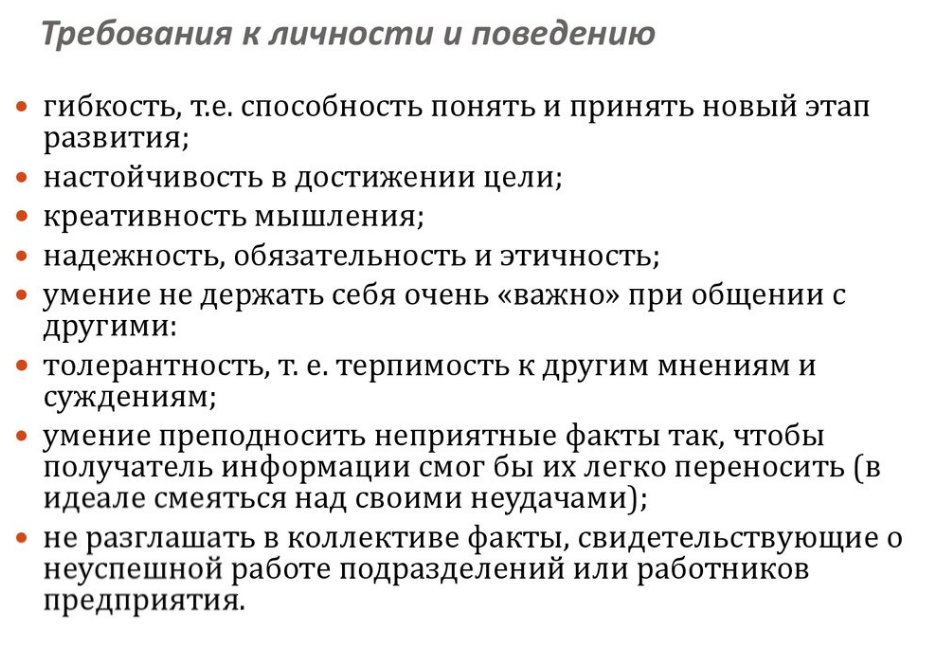 Требования к личности и поведению
• гибкость, т.е. способность понять и принять новый этап
развития;
• настойчивость в достижении цели;
• креативность мышления;
• надежность, обязательность и этичность;
• умение не держать себя очень «важно» при общении с
другими:
• толерантность, т. е. терпимость к другим мнениям и
суждениям;
• умение преподносить неприятные факты так, чтобы
получатель информации смог бы их легко переносить (в
идеале смеяться над своими неудачами);
• не разглашать в коллективе факты, свидетельствующие о
неуспешной работе подразделений или работников
предприятия.